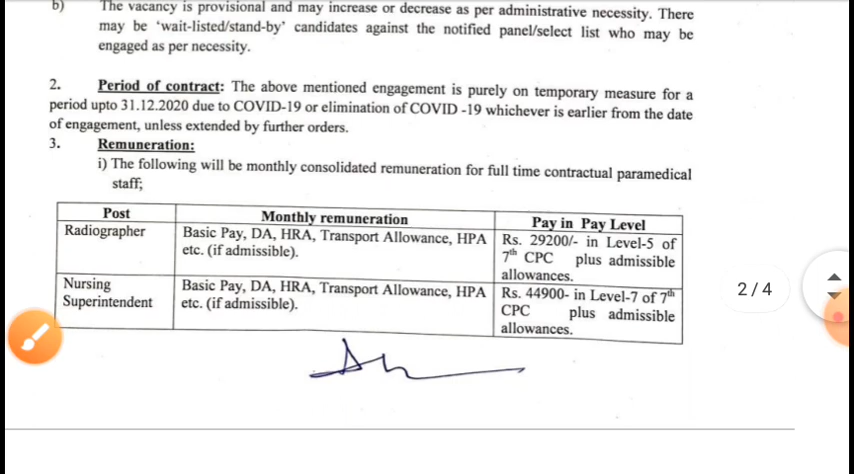 b) The vacancy is provisional and may increase or decrease as per administrative necessity. There
may be ‘wait-listed/stand-by’ candidates against the notified panel/select list who may be
engaged as per necessity.
2. Period of contract: The above mentioned engagement is purely on temporary measure for a
period upto 31.12.2020 due to COVID-19 or elimination of COVID -19 whichever is earlier from the date
of engagement, unless extended by further orders.
3. Remuneration:
i) The following will be monthly consolidated remuneration for full time contractual paramedical
staff;
Post Monthly remuneration Pay in Pay Level
Radiographer Basic Pay, DA, HRA, Transport Allowance, HPA Rs. 29200/- in Level-5 of
etc. (if admissible). 7th CPC plus admissible
allowances.
Nursing Basic Pay, DA, HRA, Transport Allowance, HPA Rs. 44900- in Level-7 of 7th
Superintendent etc. (if admissible). CPC plus admissible
allowances.
2/4